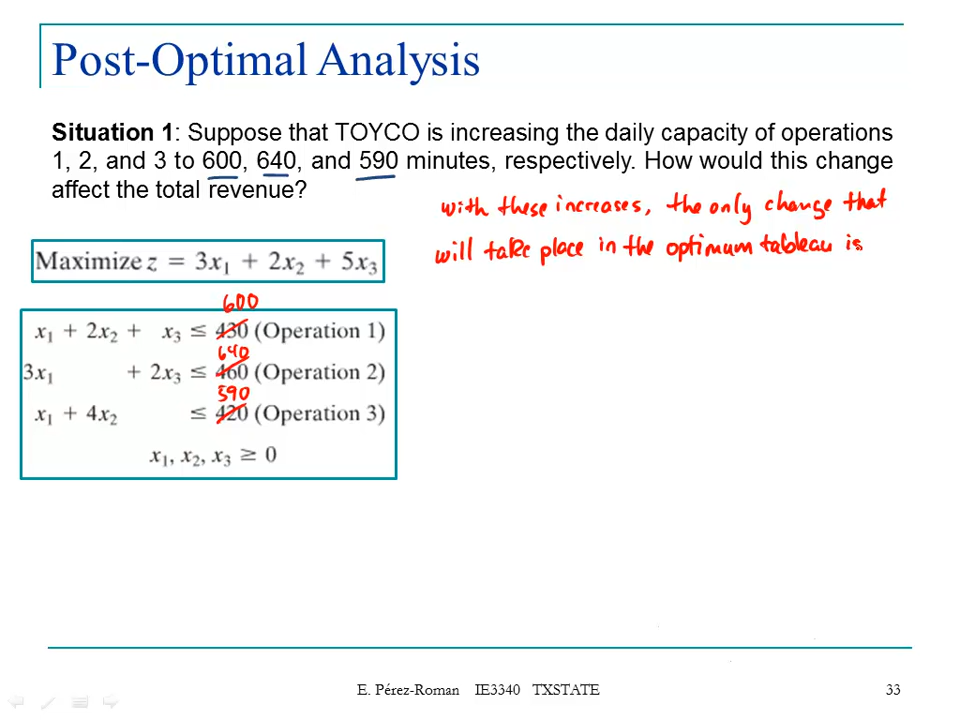 Post-Optimal Analysis
Situation 1: Suppose that TOYCO is increasing the daily capacity of operations
1, 2, and 3 to 600, 640, and 590 minutes, respectively. How would this change
affect the total revenue?
with these increases, the only change that
will take place in the optimum tableau is
Maximize z = 3x₁ + 2x₂ + 5x₃
600
x₁ + 2x₂ + x₃ ≤ 430 (Operation 1)
640
3x₁ + 2x₃ ≤ 460 (Operation 2)
590
x₁ + 4x₂ ≤ 420 (Operation 3)
x₁, x₂, x₃ ≥ 0
E. Pérez-Roman IE3340 TXSTATE 33